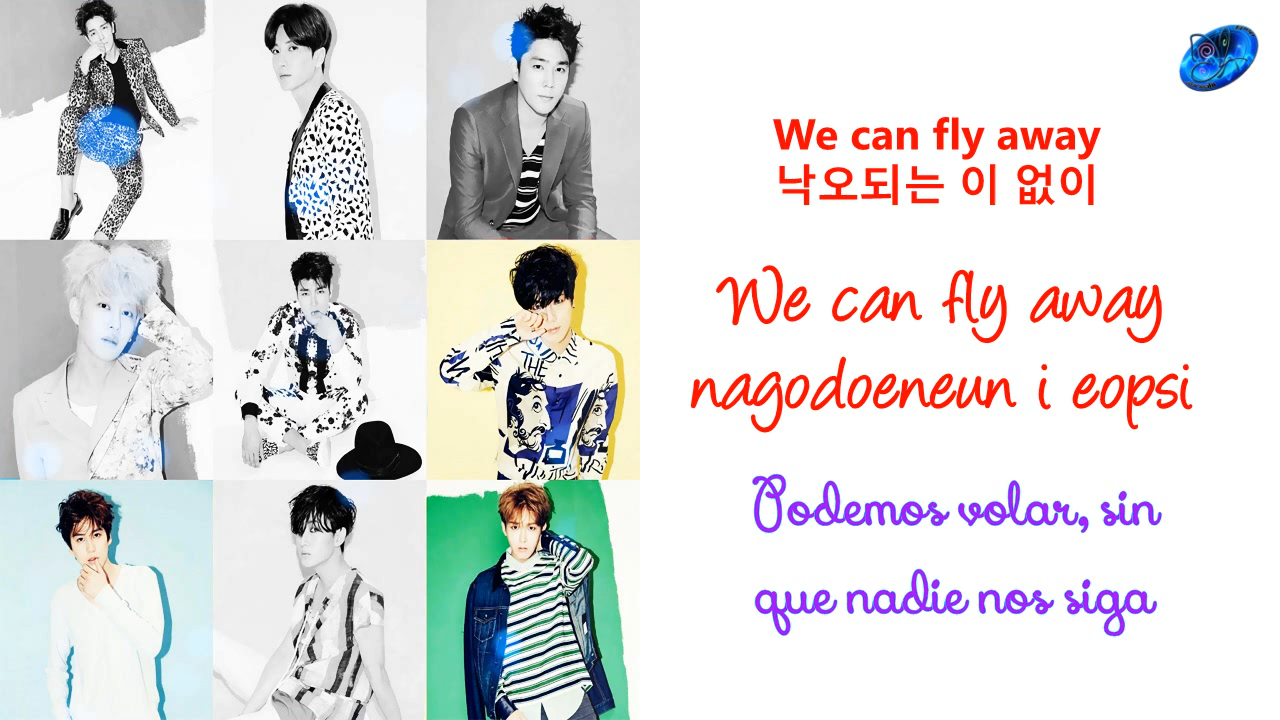 We can fly away
낙오되는 이 없이
We can fly away
nagodoeneun i eopsi
Podemos volar, sin
que nadie nos siga